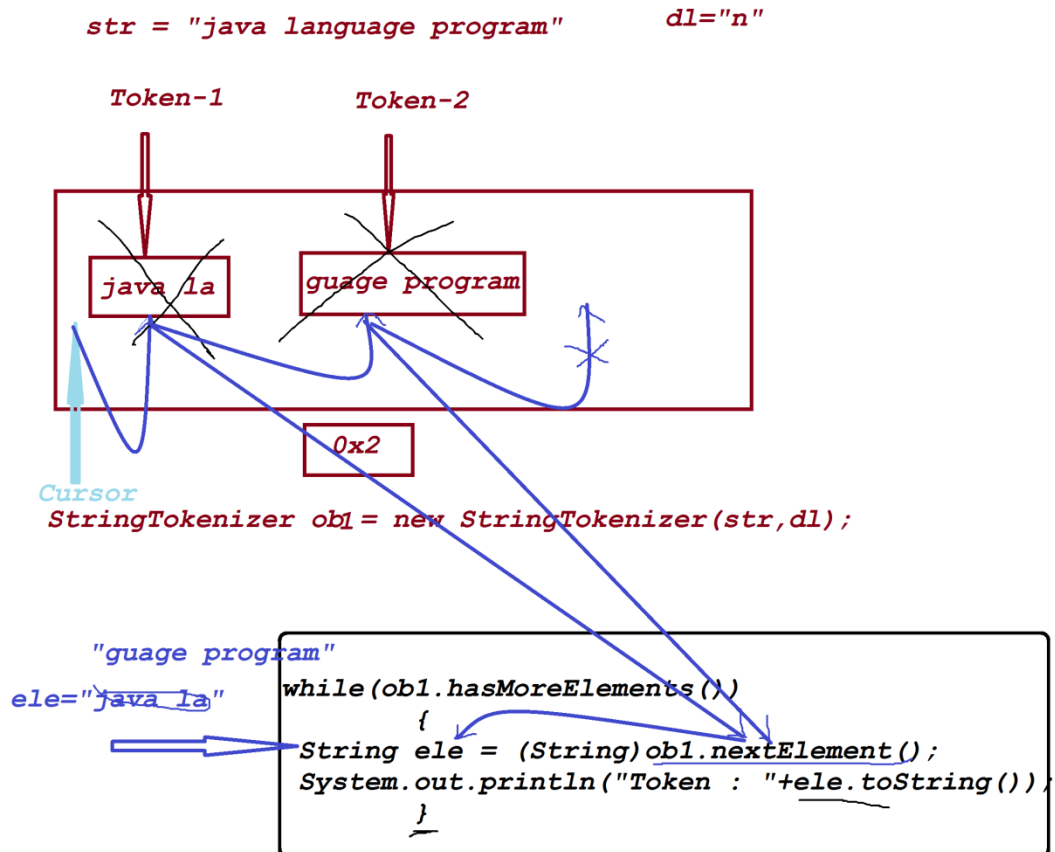 str = "java language program" dl="n"
Token-1 Token-2
java la guage program
0x2
Cursor
StringTokenizer ob1 = new StringTokenizer(str,dl);
"guage program"
ele="java la"
while(ob1.hasMoreElements())
{
String ele = (String)ob1.nextElement();
System.out.println("Token : "+ele.toString());
}